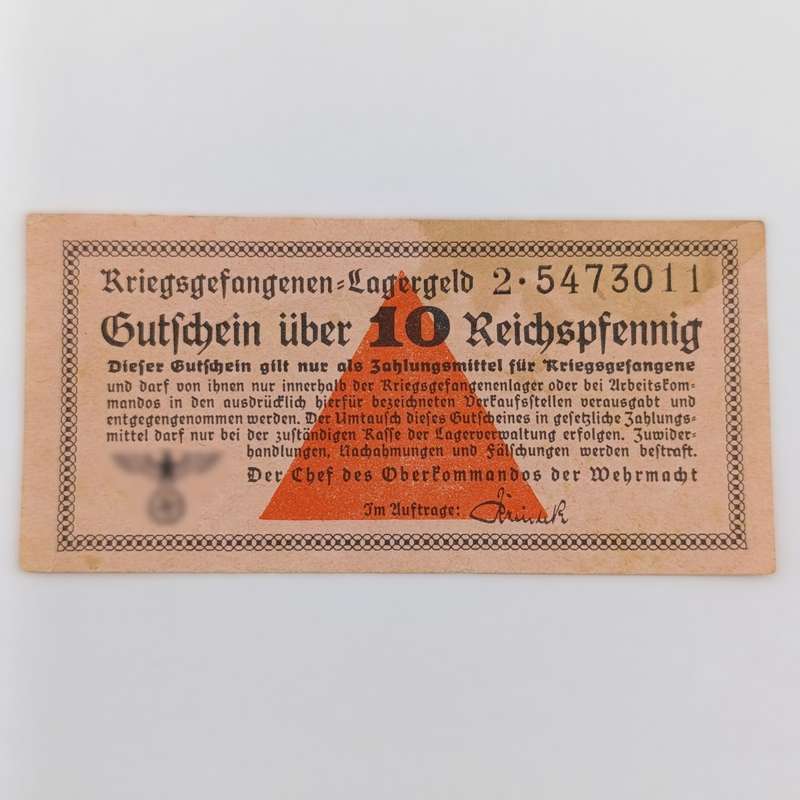 Kriegsgefangenen-Lagergeld 2·5473011
Gutschein über 10 Reichspfennig
Dieser Gutschein gilt nur als Zahlungsmittel für Kriegsgefangene
und darf von ihnen nur innerhalb der Kriegsgefangenenlager oder bei Arbeitskom-
mandos in den ausdrücklich hierfür bezeichneten Verkaufsstellen verausgabt und
entgegengenommen werden. Der Umtausch dieses Gutscheines in gesetzliche Zahlungs-
mittel darf nur bei der zuständigen Kasse der Lagerverwaltung erfolgen. Zuwider-
handlungen, Nachahmungen und Fälschungen werden bestraft.
Der Chef des Oberkommandos der Wehrmacht
Im Auftrage: